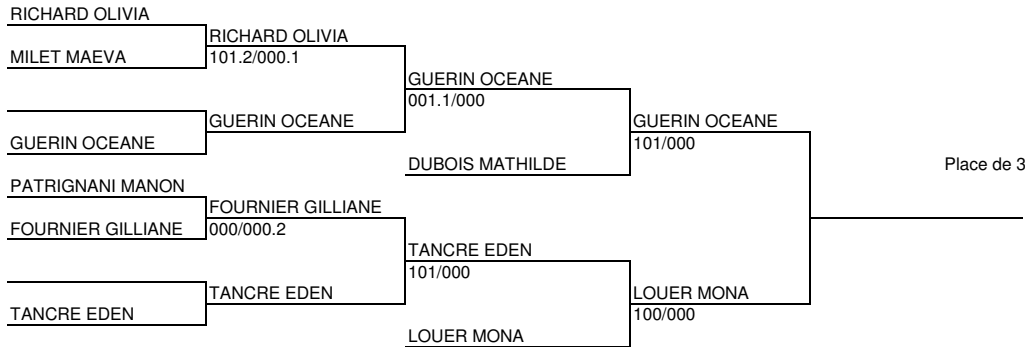 RICHARD OLIVIA
RICHARD OLIVIA
MILET MAEVA
101.2/000.1
GUERIN OCEANE
001.1/000
GUERIN OCEANE
GUERIN OCEANE
GUERIN OCEANE
101/000
DUBOIS MATHILDE
Place de 3
PATRIGNANI MANON
FOURNIER GILLIANE
FOURNIER GILLIANE
000/000.2
TANCRE EDEN
101/000
TANCRE EDEN
LOUER MONA
TANCRE EDEN
100/000
LOUER MONA